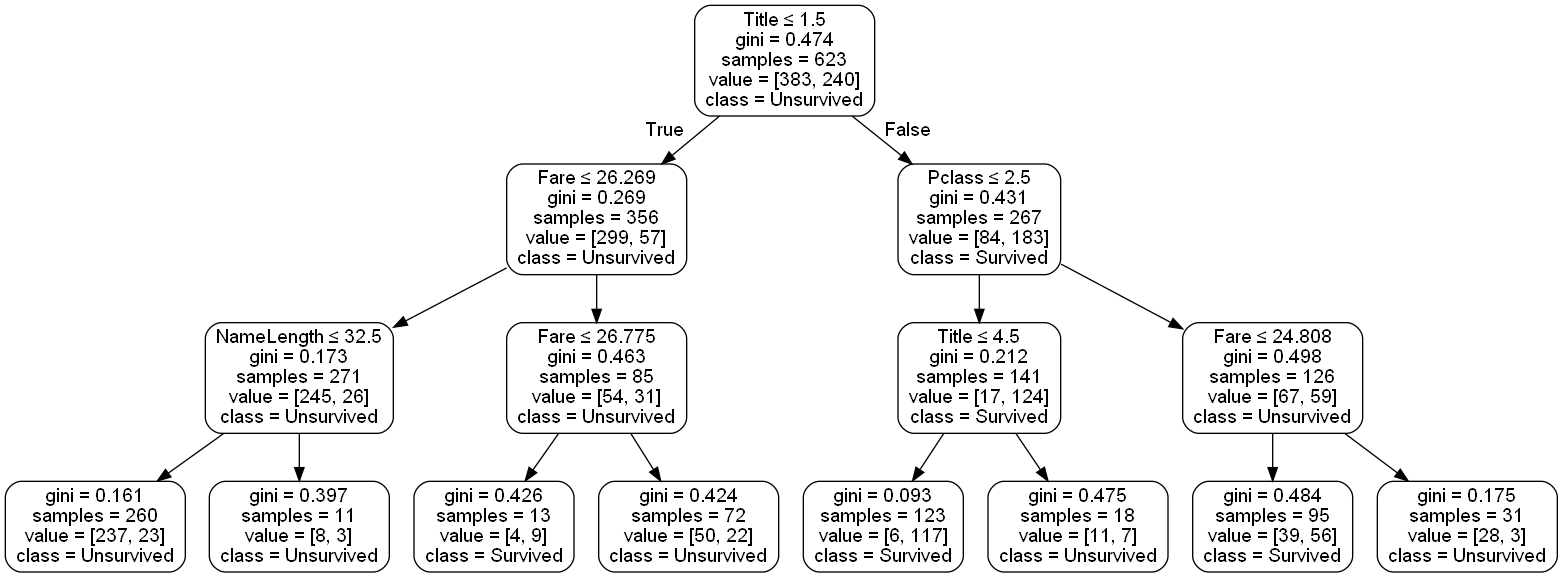 Title ≤ 1.5
gini = 0.474
samples = 623
value = [383, 240]
class = Unsurvived
True
False
Fare ≤ 26.269
gini = 0.269
samples = 356
value = [299, 57]
class = Unsurvived
Pclass ≤ 2.5
gini = 0.431
samples = 267
value = [84, 183]
class = Survived
NameLength ≤ 32.5
gini = 0.173
samples = 271
value = [245, 26]
class = Unsurvived
Fare ≤ 26.775
gini = 0.463
samples = 85
value = [54, 31]
class = Unsurvived
Title ≤ 4.5
gini = 0.212
samples = 141
value = [17, 124]
class = Survived
Fare ≤ 24.808
gini = 0.498
samples = 126
value = [67, 59]
class = Unsurvived
gini = 0.161
samples = 260
value = [237, 23]
class = Unsurvived
gini = 0.397
samples = 11
value = [8, 3]
class = Unsurvived
gini = 0.426
samples = 13
value = [4, 9]
class = Survived
gini = 0.424
samples = 72
value = [50, 22]
class = Unsurvived
gini = 0.093
samples = 123
value = [6, 117]
class = Survived
gini = 0.475
samples = 18
value = [11, 7]
class = Unsurvived
gini = 0.484
samples = 95
value = [39, 56]
class = Survived
gini = 0.175
samples = 31
value = [28, 3]
class = Unsurvived